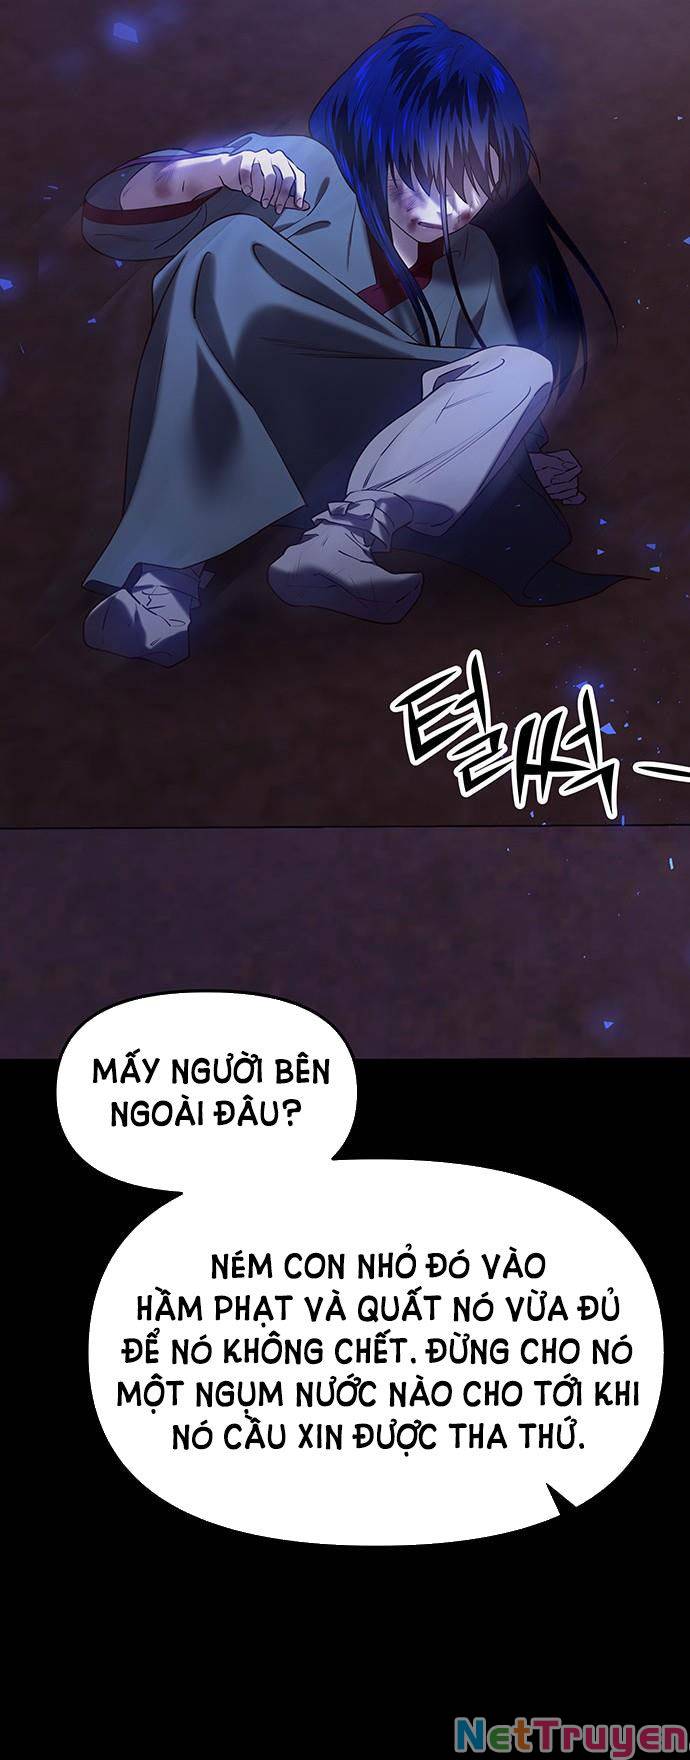 털썩
MẤY NGƯỜI BÊN
NGOÀI ĐÂU?
NÉM CON NHỎ ĐÓ VÀO
HẦM PHẠT VÀ QUẤT NÓ VỪA ĐỦ
ĐỂ NÓ KHÔNG CHẾT. ĐỪNG CHO NÓ
MỘT NGỤM NƯỚC NÀO CHO TỚI KHI
NÓ CẦU XIN ĐƯỢC THA THỨ.
NetTruyen